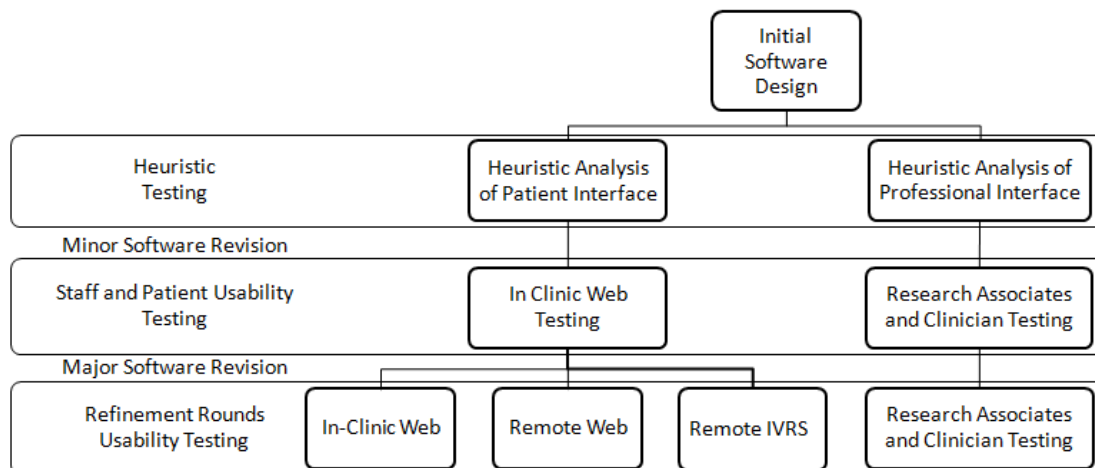 Initial
Software
Design
Heuristic
Testing
Heuristic Analysis
of Patient Interface
Heuristic Analysis of
Professional Interface
Minor Software Revision
Staff and Patient Usability
Testing
In Clinic Web
Testing
Research Associates
and Clinician Testing
Major Software Revision
Refinement Rounds
Usability Testing
In-Clinic Web
Remote Web
Remote IVRS
Research Associates
and Clinician Testing